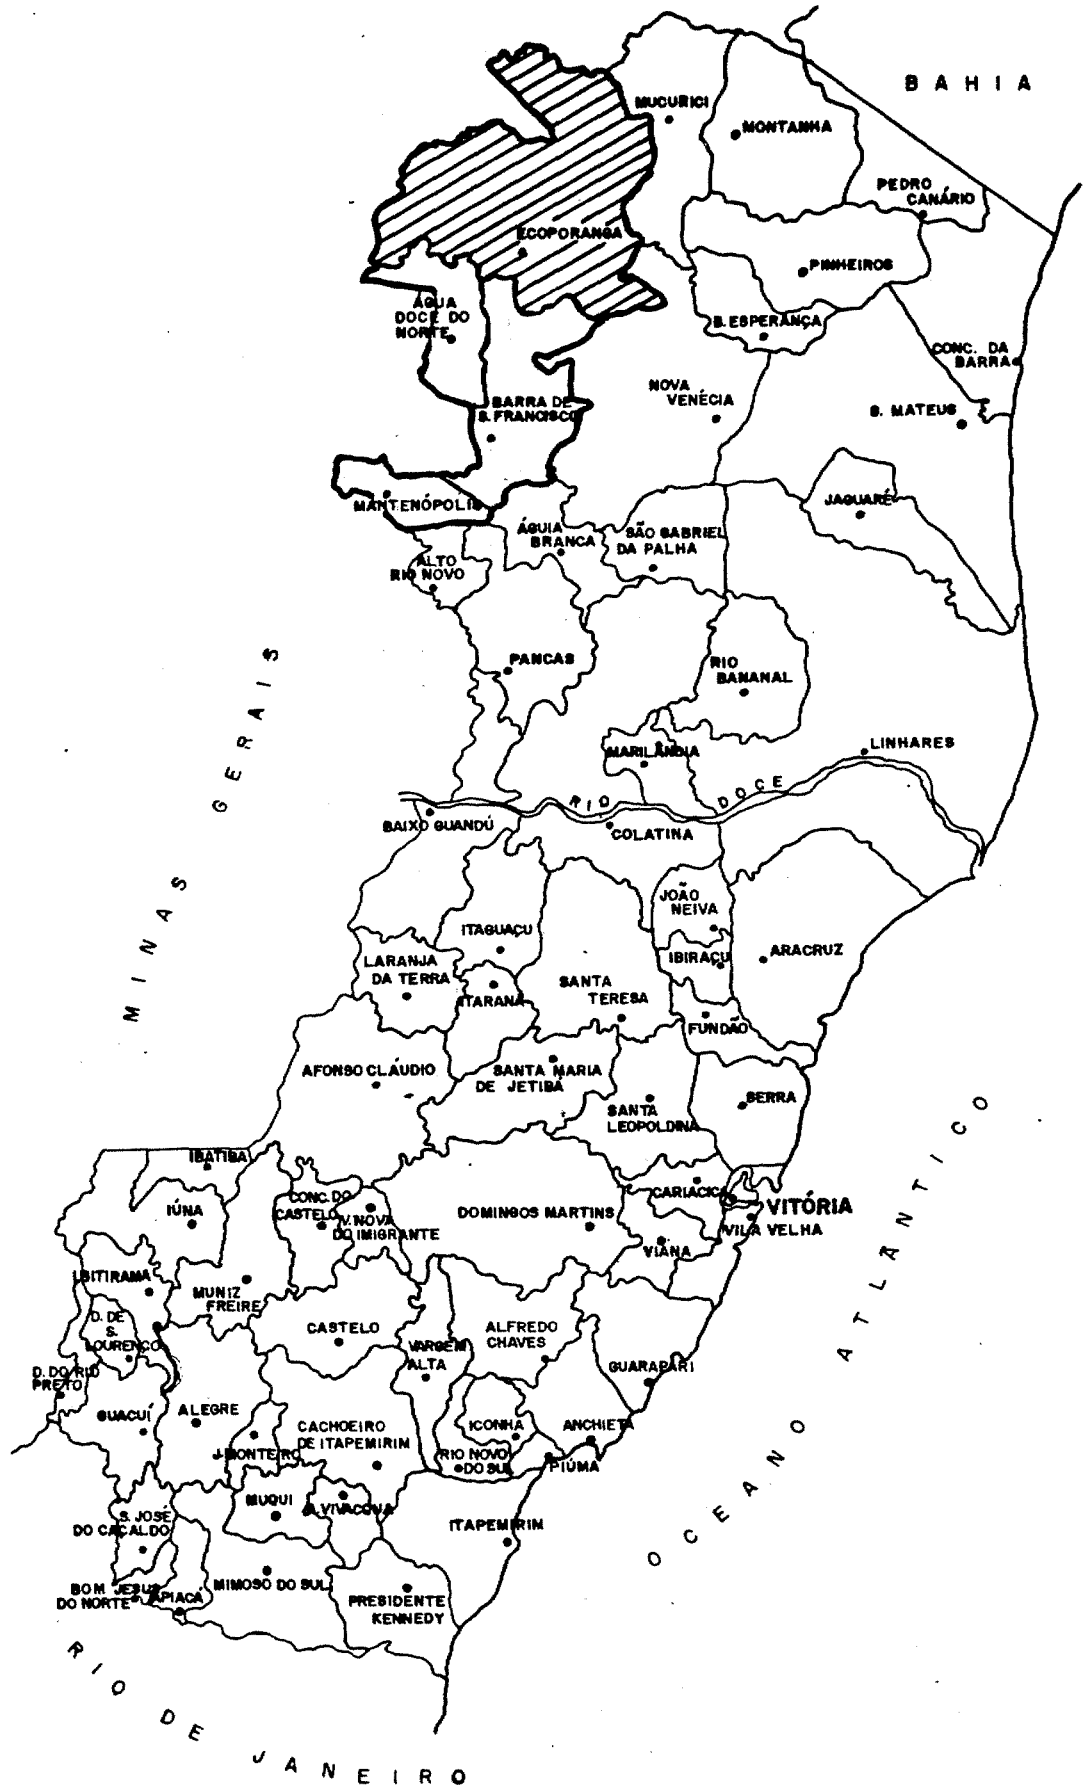 BAHIA
MUCURICI
MONTANHA
PEDRO
CANÁRIO
ECOPORANGA
PINHEIROS
ÁGUA
DOCE DO
NORTE
B. ESPERANÇA
CONC. DA
BARRA
NOVA
VENÉCIA
BARRA DE
S. FRANCISCO
S. MATEUS
MANTENÓPOLIS
JAGUARÉ
ÁGUIA
BRANCA
SÃO GABRIEL
DA PALHA
ALTO
RIO NOVO
PANCAS
RIO
BANANAL
MINAS GERAIS
MARILÂNDIA
LINHARES
RIO DOCE
BAIXO GUANDÚ
COLATINA
JOÃO
NEIVA
ITAGUAÇU
IBIRAÇU
ARACRUZ
LARANJA
DA TERRA
ITARANA
SANTA
TERESA
FUNDÃO
AFONSO CLÁUDIO
SANTA MARIA
DE JETIBÁ
SERRA
SANTA
LEOPOLDINA
IBATIBA
CONC. DO
CASTELO
CARIACICA
VITÓRIA
IÚNA
V. NOVA
DO IMIGRANTE
DOMINGOS MARTINS
VILA VELHA
VIANA
OCEANO ATLÂNTICO
IBITIRAMA
MUNIZ
FREIRE
D. DE
S.
LOURENÇO
CASTELO
VARGEM
ALTA
ALFREDO
CHAVES
D. DO RIO
PRETO
GUARAPARI
GUACUÍ
ALEGRE
CACHOEIRO
DE ITAPEMIRIM
ICONHA
ANCHIETA
J. MONTEIRO
RIO NOVO
DO SUL
PIÚMA
MUQUI
A. VIVACQUA
S. JOSÉ
DO CAÇALDO
ITAPEMIRIM
BOM JESUS
DO NORTE
APIACÁ
MIMOSO DO SUL
PRESIDENTE
KENNEDY
RIO DE JANEIRO